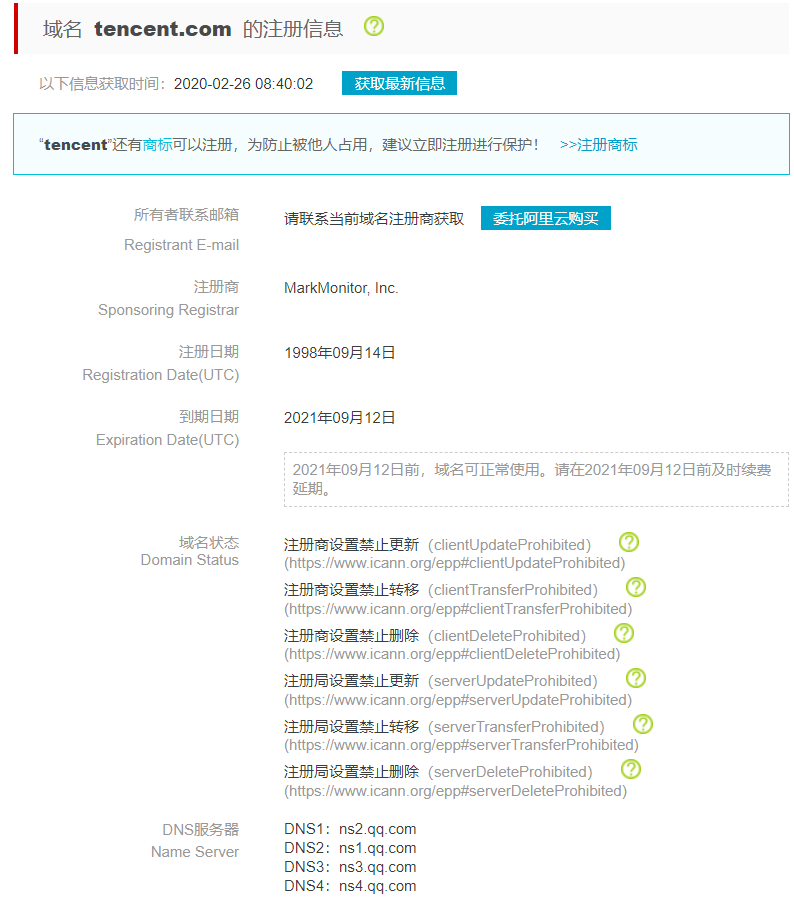 域名 tencent.com 的注册信息
以下信息获取时间：2020-02-26 08:40:02 获取最新信息
“tencent”还有商标可以注册，为防止被他人占用，建议立即注册进行保护！ >>注册商标
所有者联系邮箱 请联系当前域名注册商获取 委托阿里云购买
Registrant E-mail
注册商 MarkMonitor, Inc.
Sponsoring Registrar
注册日期 1998年09月14日
Registration Date(UTC)
到期日期 2021年09月12日
Expiration Date(UTC)
2021年09月12日前，域名可正常使用。请在2021年09月12日前及时续费
延期。
域名状态 注册商设置禁止更新（clientUpdateProhibited）
Domain Status (https://www.icann.org/epp#clientUpdateProhibited)
注册商设置禁止转移（clientTransferProhibited）
(https://www.icann.org/epp#clientTransferProhibited)
注册商设置禁止删除（clientDeleteProhibited）
(https://www.icann.org/epp#clientDeleteProhibited)
注册局设置禁止更新（serverUpdateProhibited）
(https://www.icann.org/epp#serverUpdateProhibited)
注册局设置禁止转移（serverTransferProhibited）
(https://www.icann.org/epp#serverTransferProhibited)
注册局设置禁止删除（serverDeleteProhibited）
(https://www.icann.org/epp#serverDeleteProhibited)
DNS服务器 DNS1：ns2.qq.com
Name Server DNS2：ns1.qq.com
DNS3：ns3.qq.com
DNS4：ns4.qq.com